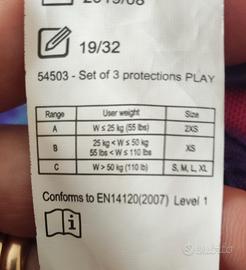 19/32
54503 - Set of 3 protections PLAY
Range User weight Size
A W ≤ 25 kg (55 lbs) 2XS
B 25 kg < W ≤ 50 kg XS
55 lbs < W ≤ 110 lbs
C W > 50 kg (110 lb) S, M, L, XL
Conforms to EN14120(2007) Level 1
i
subito